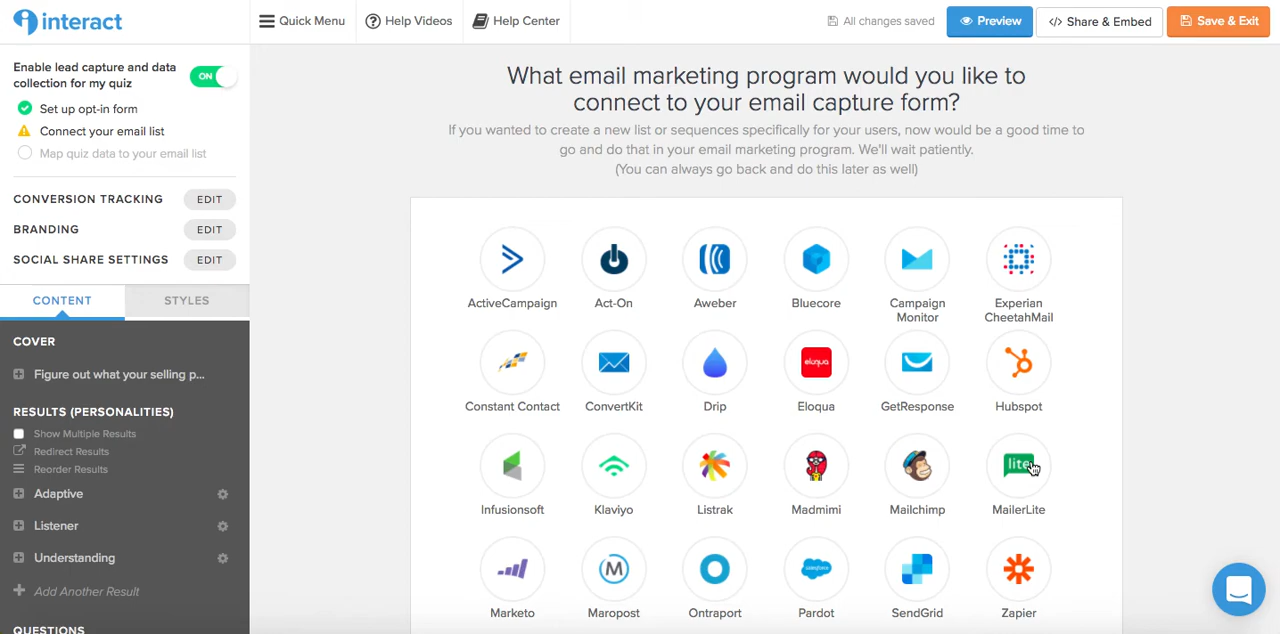 interact
Quick Menu
Help Videos
Help Center
All changes saved
Preview
</> Share & Embed
Save & Exit
Enable lead capture and data
collection for my quiz
ON
Set up opt-in form
Connect your email list
Map quiz data to your email list
CONVERSION TRACKING
EDIT
BRANDING
EDIT
SOCIAL SHARE SETTINGS
EDIT
CONTENT
STYLES
COVER
Figure out what your selling p...
RESULTS (PERSONALITIES)
Show Multiple Results
Redirect Results
Reorder Results
Adaptive
Listener
Understanding
Add Another Result
QUESTIONS
What email marketing program would you like to
connect to your email capture form?
If you wanted to create a new list or sequences specifically for your users, now would be a good time to
go and do that in your email marketing program. We'll wait patiently.
(You can always go back and do this later as well)
ActiveCampaign
Act-On
Aweber
Bluecore
Campaign
Monitor
Experian
CheetahMail
eloqua
Constant Contact
ConvertKit
Drip
Eloqua
GetResponse
Hubspot
lite
Infusionsoft
Klaviyo
Listrak
Madmimi
Mailchimp
MailerLite
M
salesforce
Marketo
Maropost
Ontraport
Pardot
SendGrid
Zapier